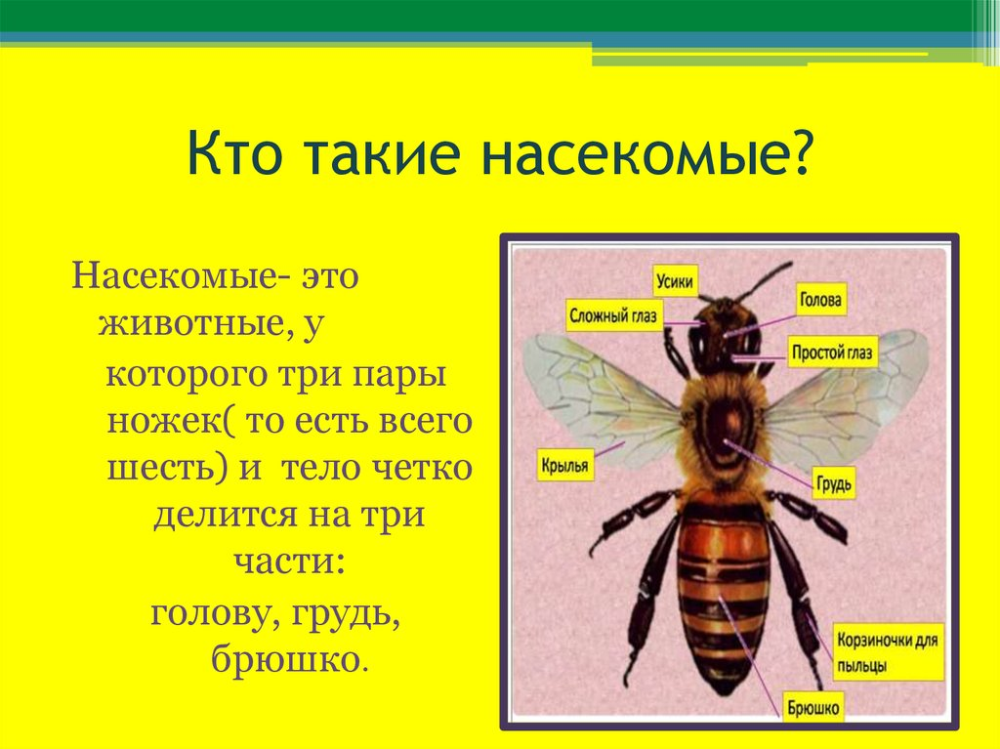 Кто такие насекомые?
Насекомые- это
животные, у
которого три пары
ножек( то есть всего
шесть) и тело четко
делится на три
части:
голову, грудь,
брюшко.
Усики
Голова
Сложный глаз
Простой глаз
Крылья
Грудь
Корзиночки для
пыльцы
Брюшко